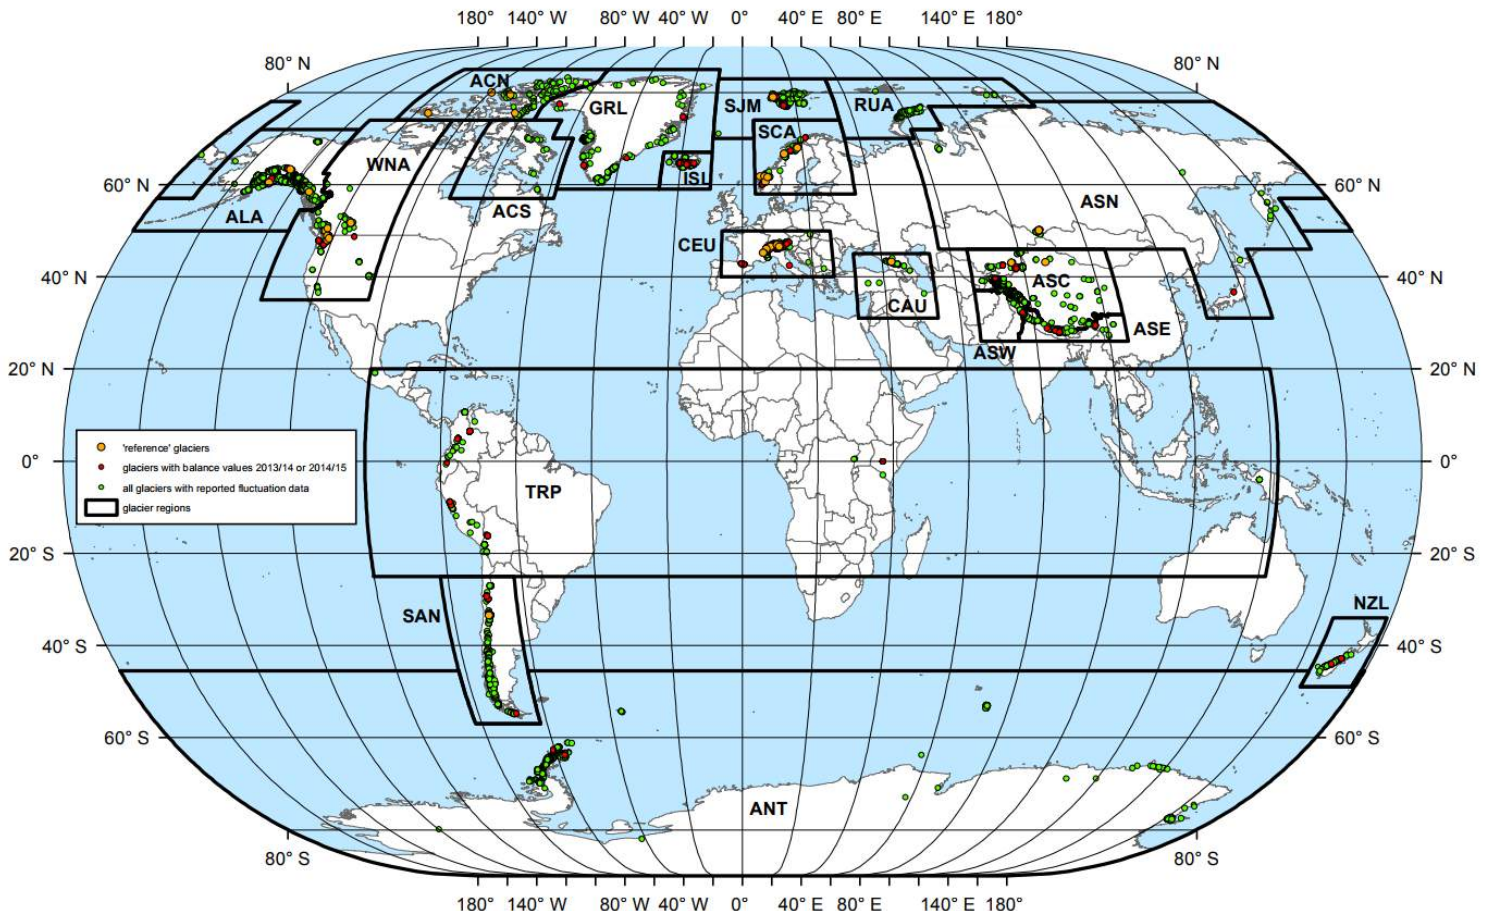 180° 140° W 80° W 40° W 0° 40° E 80° E 140° E 180°
80° N 80° N
ACN
GRL
SJM RUA
SCA
WNA
60° N ISL 60° N
ALA ACS ASN
CEU
40° N ASC 40° N
CAU
ASE
ASW
20° N 20° N
'reference' glaciers
0° glaciers with balance values 2013/14 or 2014/15 0°
all glaciers with reported fluctuation data
TRP
glacier regions
20° S 20° S
NZL
SAN
40° S 40° S
60° S 60° S
ANT
80° S 80° S
180° 140° W 80° W 40° W 0° 40° E 80° E 140° E 180°